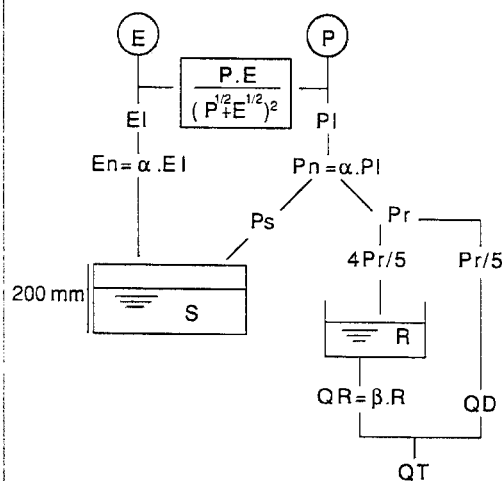 E P
P.E
(P^1/2+E^1/2)^2
EI PI
En=α.EI Pn=α.PI
Ps Pr
4Pr/5 Pr/5
200 mm
S R
QR=β.R QD
QT